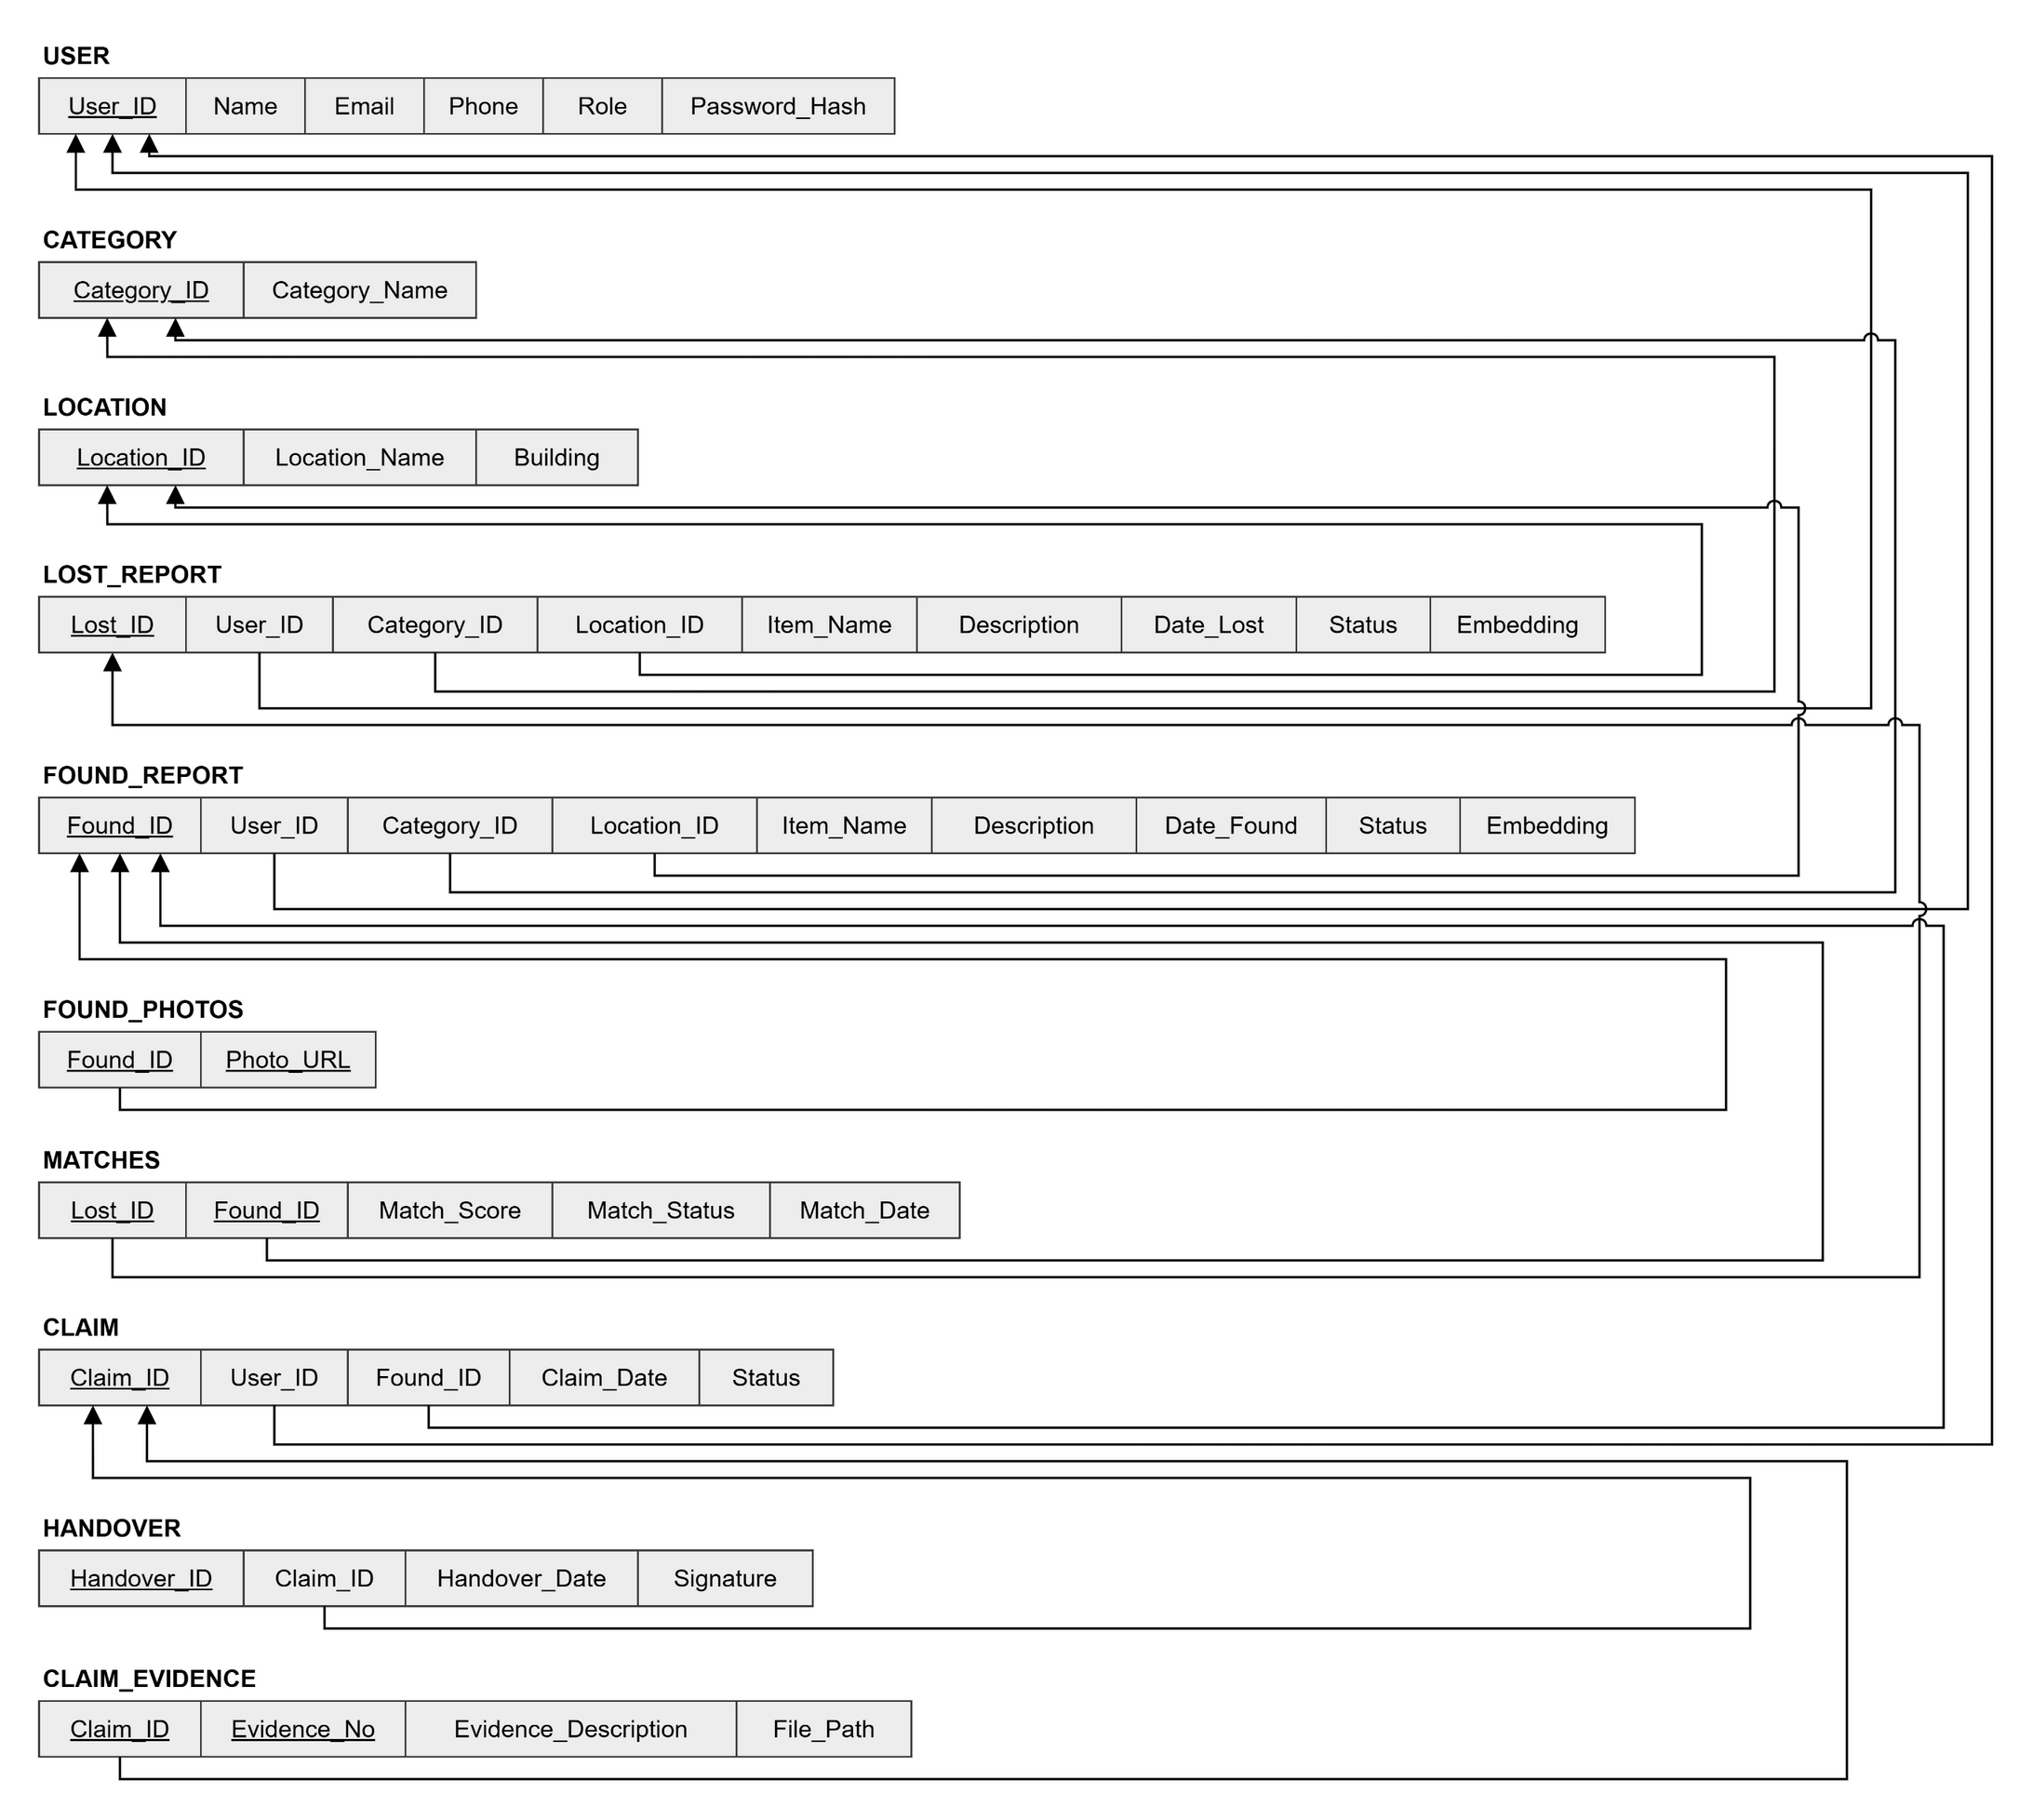 USER
User_ID Name Email Phone Role Password_Hash
CATEGORY
Category_ID Category_Name
LOCATION
Location_ID Location_Name Building
LOST_REPORT
Lost_ID User_ID Category_ID Location_ID Item_Name Description Date_Lost Status Embedding
FOUND_REPORT
Found_ID User_ID Category_ID Location_ID Item_Name Description Date_Found Status Embedding
FOUND_PHOTOS
Found_ID Photo_URL
MATCHES
Lost_ID Found_ID Match_Score Match_Status Match_Date
CLAIM
Claim_ID User_ID Found_ID Claim_Date Status
HANDOVER
Handover_ID Claim_ID Handover_Date Signature
CLAIM_EVIDENCE
Claim_ID Evidence_No Evidence_Description File_Path